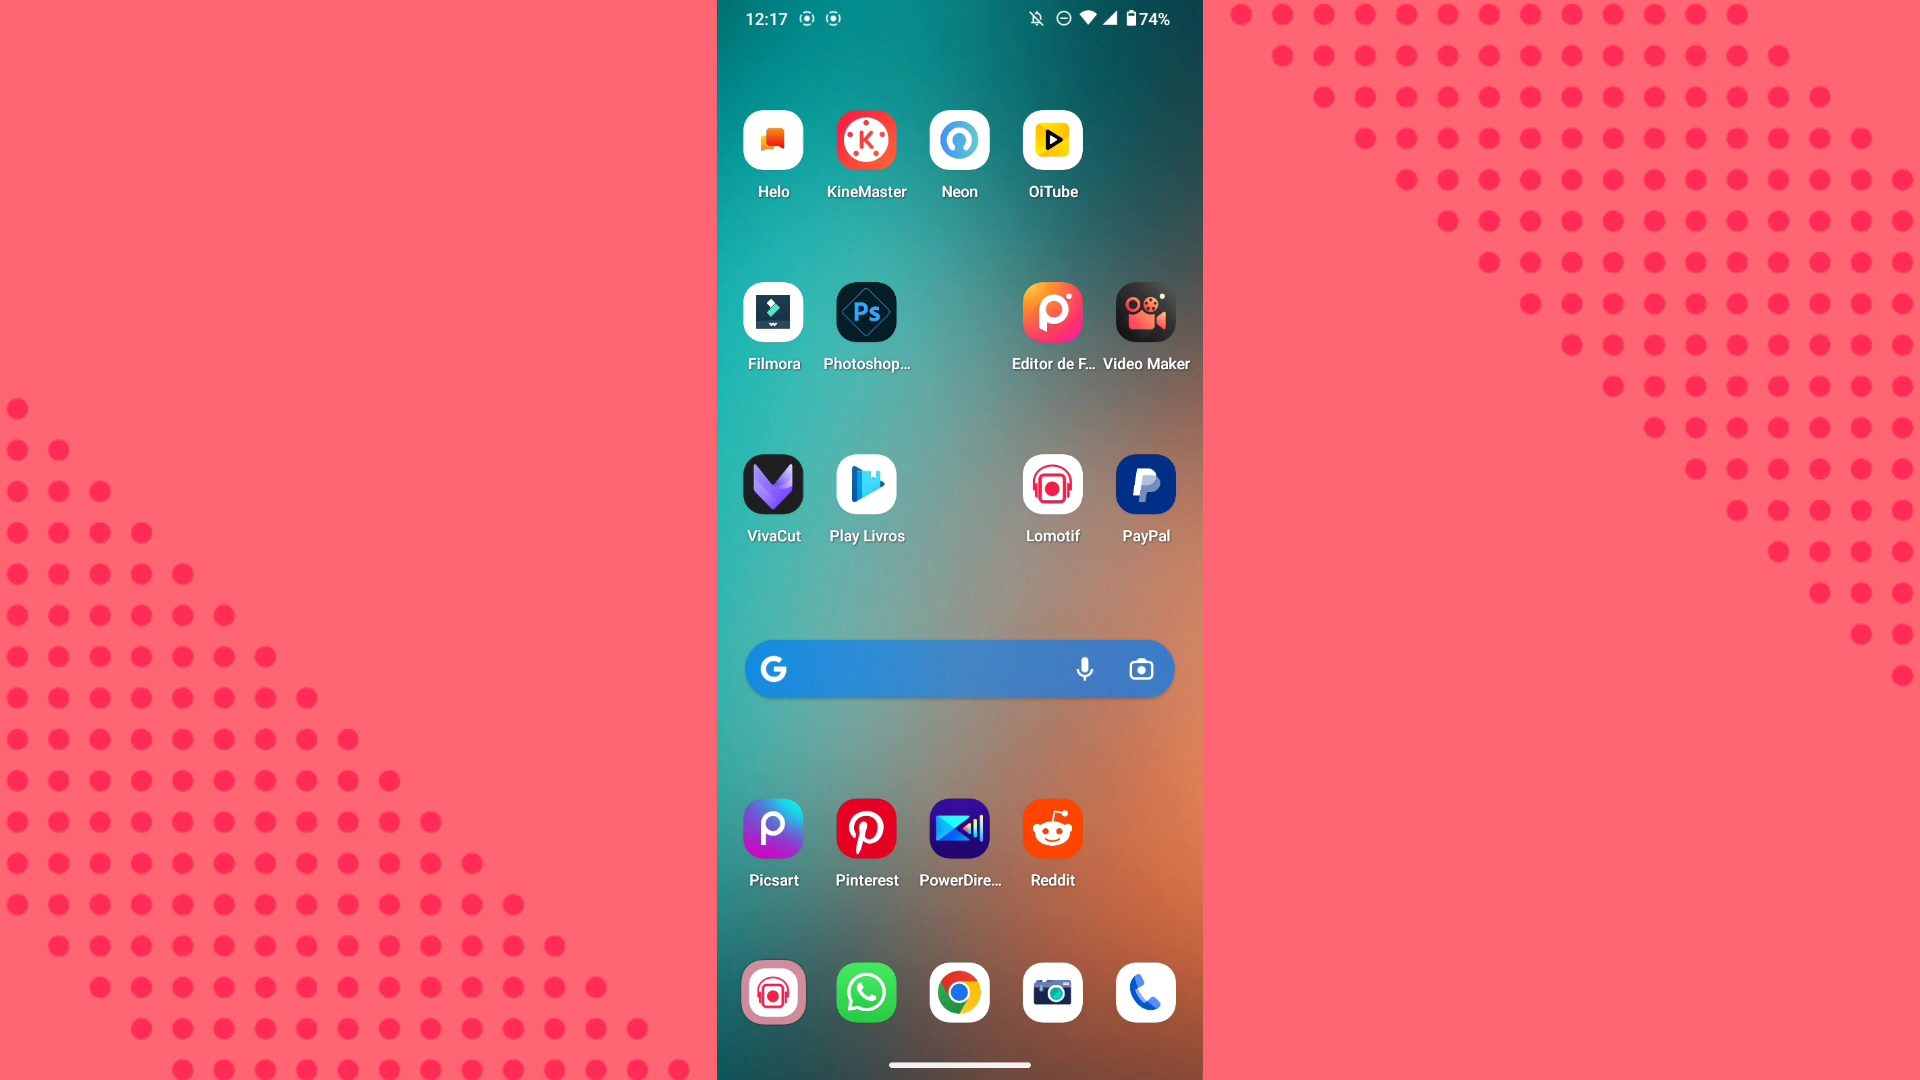 12:17 74%
Helo KineMaster Neon OiTube
Filmora Photoshop... Editor de F... Video Maker
VivaCut Play Livros Lomotif PayPal
Picsart Pinterest PowerDire... Reddit